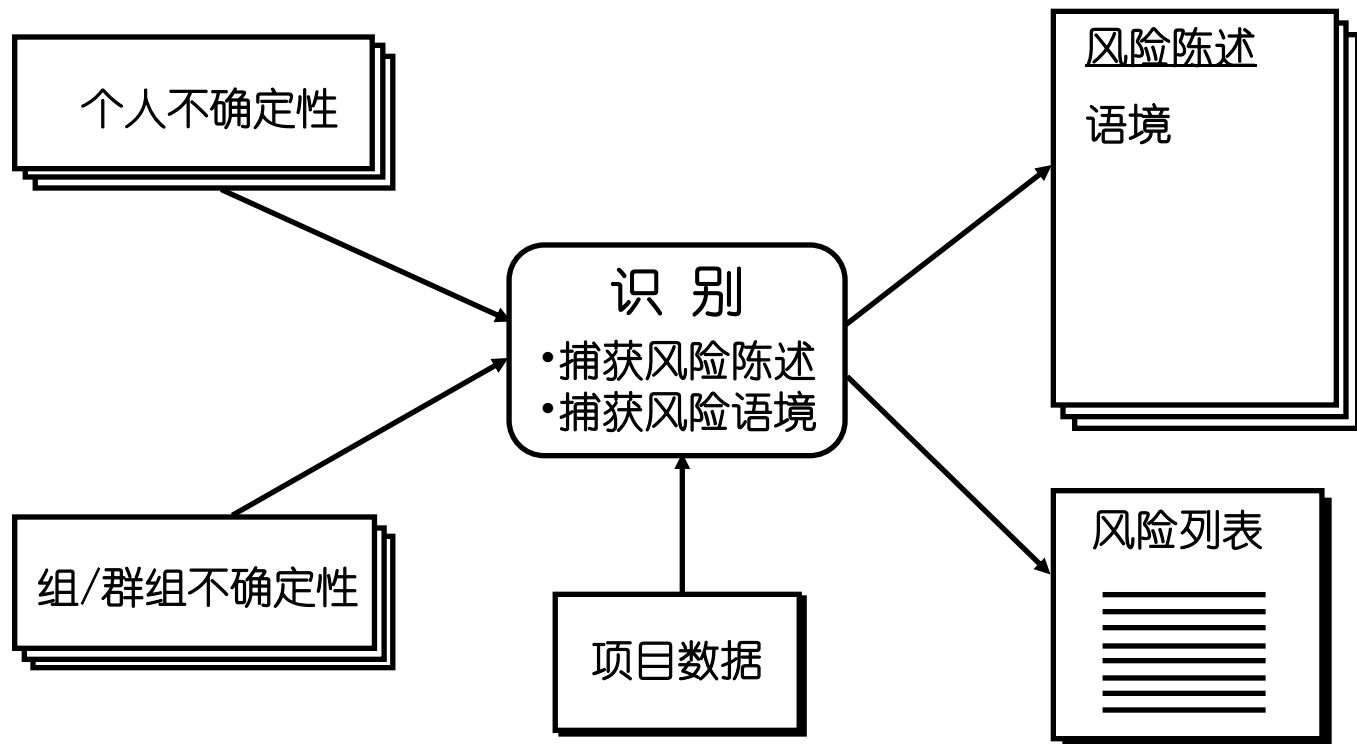 个人不确定性
风险陈述
语境
识 别
•捕获风险陈述
•捕获风险语境
组/群组不确定性
项目数据
风险列表